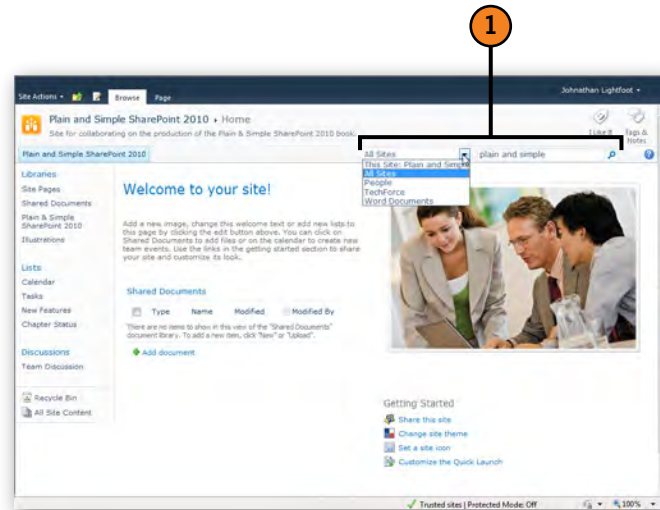 1
Site Actions
Browse
Page
Johnathan Lightfoot
Plain and Simple SharePoint 2010 ▸ Home
Site for collaborating on the production of the Plain & Simple SharePoint 2010 book.
I Like It
Tags & Notes
Plain and Simple SharePoint 2010
All Sites
plain and simple
This Site: Plain and Simple
All Sites
People
TechForce
Word Documents
Libraries
Site Pages
Shared Documents
Plain & Simple
SharePoint 2010
Illustrations
Lists
Calendar
Tasks
New Features
Chapter Status
Discussions
Team Discussion
Recycle Bin
All Site Content
Welcome to your site!
Add a new image, change this welcome text or add new lists to
this page by clicking the edit button above. You can click on
Shared Documents to add files or on the calendar to create new
team events. Use the links in the getting started section to share
your site and customize its look.
Shared Documents
Type Name Modified Modified By
There are no items to show in this view of the "Shared Documents"
document library. To add a new item, click "New" or "Upload".
Add document
Getting Started
Share this site
Change site theme
Set a site icon
Customize the Quick Launch
Trusted sites | Protected Mode: Off
100%